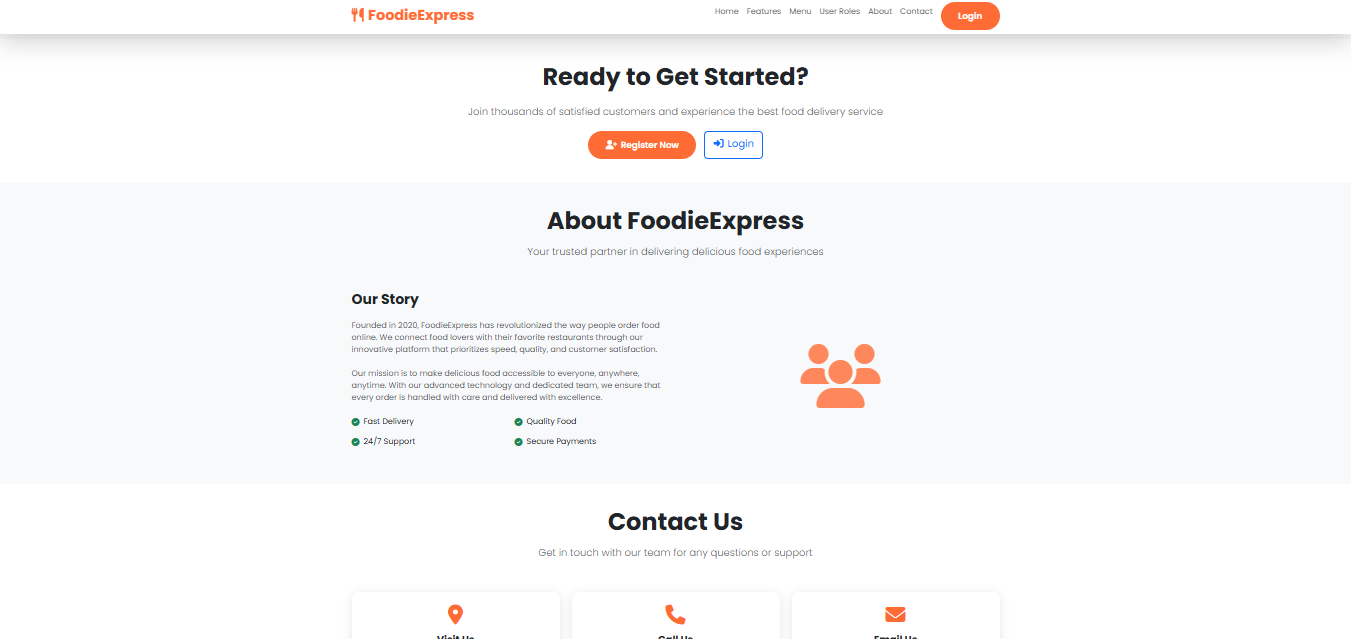 FoodieExpress
Home Features Menu User Roles About Contact Login
Ready to Get Started?
Join thousands of satisfied customers and experience the best food delivery service
Register Now Login
About FoodieExpress
Your trusted partner in delivering delicious food experiences
Our Story
Founded in 2020, FoodieExpress has revolutionized the way people order food
online. We connect food lovers with their favorite restaurants through our
innovative platform that prioritizes speed, quality, and customer satisfaction.
Our mission is to make delicious food accessible to everyone, anywhere,
anytime. With our advanced technology and dedicated team, we ensure that
every order is handled with care and delivered with excellence.
Fast Delivery Quality Food
24/7 Support Secure Payments
Contact Us
Get in touch with our team for any questions or support
Visit Us Call Us Email Us